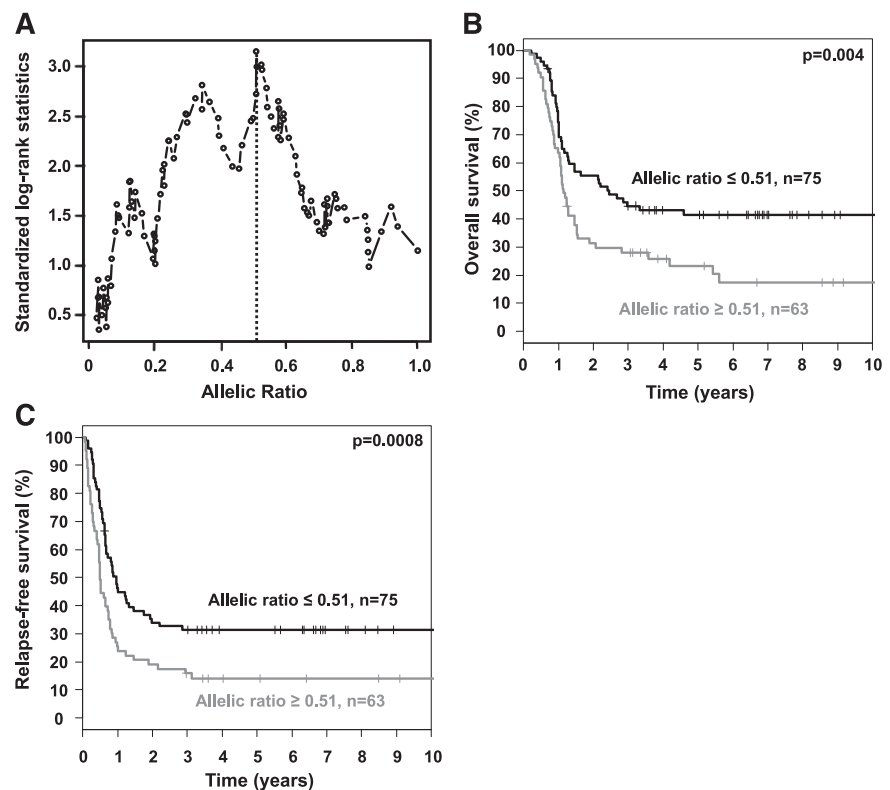 A
Standardized log-rank statistics
3.0
2.5
2.0
1.5
1.0
0.5
0 0.2 0.4 0.6 0.8 1.0
Allelic Ratio
B
p=0.004
Overall survival (%)
100
90
80
70
60
50
40
30
20
10
0
Allelic ratio ≤ 0.51, n=75
Allelic ratio ≥ 0.51, n=63
0 1 2 3 4 5 6 7 8 9 10
Time (years)
C
p=0.0008
Relapse-free survival (%)
100
90
80
70
60
50
40
30
20
10
0
Allelic ratio ≤ 0.51, n=75
Allelic ratio ≥ 0.51, n=63
0 1 2 3 4 5 6 7 8 9 10
Time (years)